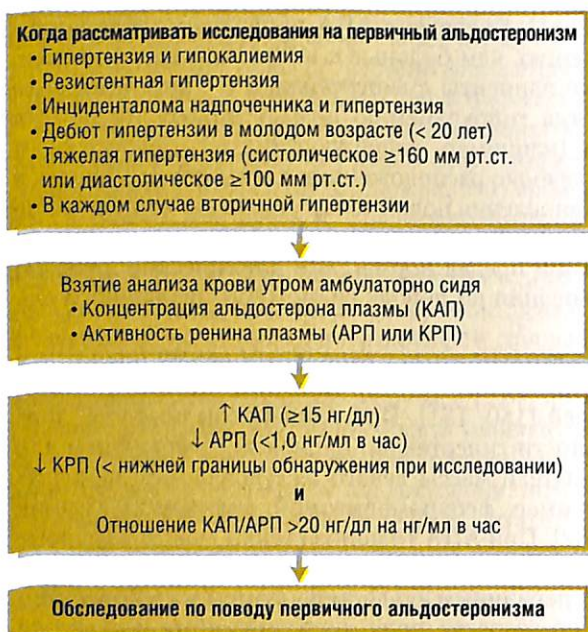 Когда рассматривать исследования на первичный альдостеронизм
• Гипертензия и гипокалиемия
• Резистентная гипертензия
• Инциденталома надпочечника и гипертензия
• Дебют гипертензии в молодом возрасте (< 20 лет)
• Тяжелая гипертензия (систолическое ≥160 мм рт.ст.
или диастолическое ≥100 мм рт.ст.)
• В каждом случае вторичной гипертензии
Взятие анализа крови утром амбулаторно сидя
• Концентрация альдостерона плазмы (КАП)
• Активность ренина плазмы (АРП или КРП)
↑ КАП (≥15 нг/дл)
↓ АРП (<1,0 нг/мл в час)
↓ КРП (< нижней границы обнаружения при исследовании)
и
Отношение КАП/АРП >20 нг/дл на нг/мл в час
Обследование по поводу первичного альдостеронизма